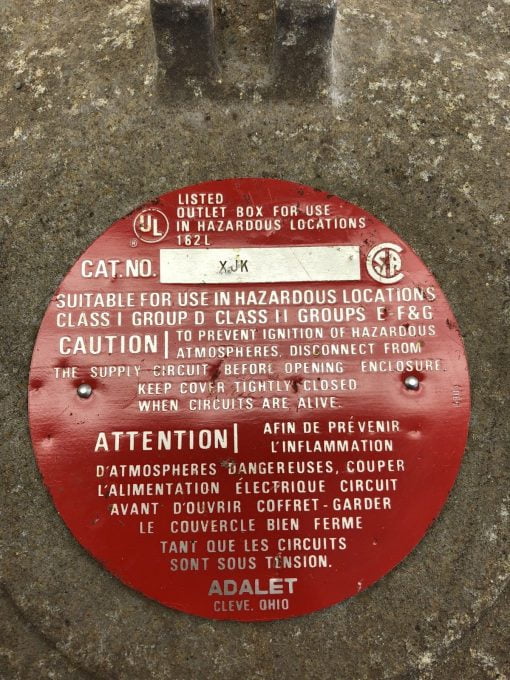 LISTED
OUTLET BOX FOR USE
IN HAZARDOUS LOCATIONS
162L
UL
®
CAT. NO. XJK
SUITABLE FOR USE IN HAZARDOUS LOCATIONS
CLASS I GROUP D CLASS II GROUPS E-F&G
CAUTION TO PREVENT IGNITION OF HAZARDOUS
ATMOSPHERES, DISCONNECT FROM
THE SUPPLY CIRCUIT BEFORE OPENING ENCLOSURE.
KEEP COVER TIGHTLY CLOSED
WHEN CIRCUITS ARE ALIVE.
ATTENTION AFIN DE PRÉVENIR
L'INFLAMMATION
D'ATMOSPHERES DANGEREUSES, COUPER
L'ALIMENTATION ÉLECTRIQUE CIRCUIT
AVANT D'OUVRIR COFFRET-GARDER
LE COUVERCLE BIEN FERME
TANT QUE LES CIRCUITS
SONT SOUS TENSION.
ADALET
CLEVE. OHIO